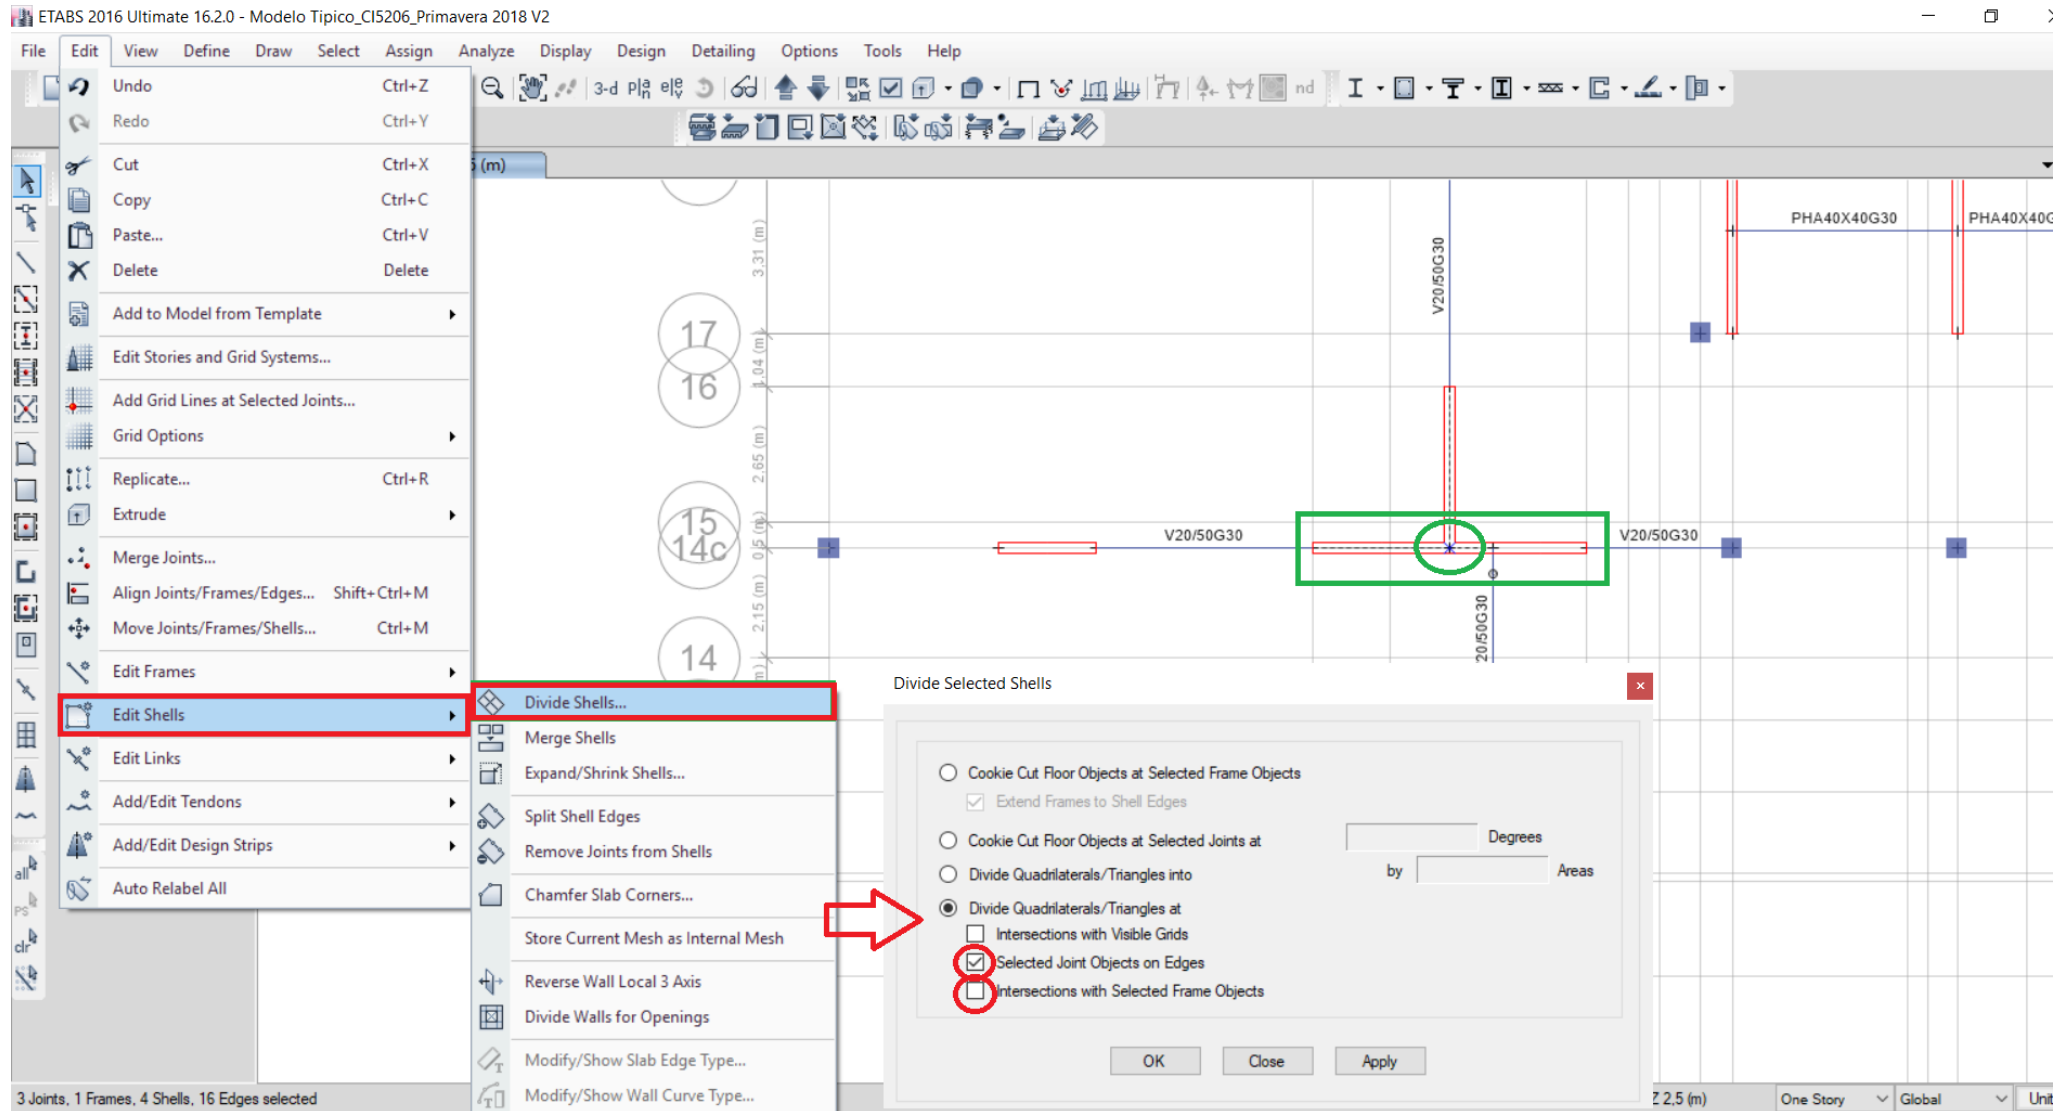 ETABS 2016 Ultimate 16.2.0 - Modelo Tipico_CI5206_Primavera 2018 V2
File Edit View Define Draw Select Assign Analyze Display Design Detailing Options Tools Help
Undo Ctrl+Z
Redo Ctrl+Y
Cut Ctrl+X
Copy Ctrl+C
Paste... Ctrl+V
Delete Delete
Add to Model from Template
Edit Stories and Grid Systems...
Add Grid Lines at Selected Joints...
Grid Options
Replicate... Ctrl+R
Extrude
Merge Joints...
Align Joints/Frames/Edges... Shift+Ctrl+M
Move Joints/Frames/Shells... Ctrl+M
Edit Frames
Edit Shells
Edit Links
Add/Edit Tendons
Add/Edit Design Strips
Auto Relabel All
Divide Shells...
Merge Shells
Expand/Shrink Shells...
Split Shell Edges
Remove Joints from Shells
Chamfer Slab Corners...
Store Current Mesh as Internal Mesh
Reverse Wall Local 3 Axis
Divide Walls for Openings
Modify/Show Slab Edge Type...
Modify/Show Wall Curve Type...
3-d
nd
(m)
all
PS
clr
3,31 (m)
17
1,04 (m)
16
2,65 (m)
15
0,5 (m)
14c
2,15 (m)
14
PHA40X40G30
PHA40X40G
V20/50G30
V20/50G30
V20/50G30
20/50G30
Divide Selected Shells
Cookie Cut Floor Objects at Selected Frame Objects
Extend Frames to Shell Edges
Cookie Cut Floor Objects at Selected Joints at Degrees
Divide Quadrilaterals/Triangles into by Areas
Divide Quadrilaterals/Triangles at
Intersections with Visible Grids
Selected Joint Objects on Edges
Intersections with Selected Frame Objects
OK Close Apply
3 Joints, 1 Frames, 4 Shells, 16 Edges selected
Z 2,5 (m) One Story Global Unit